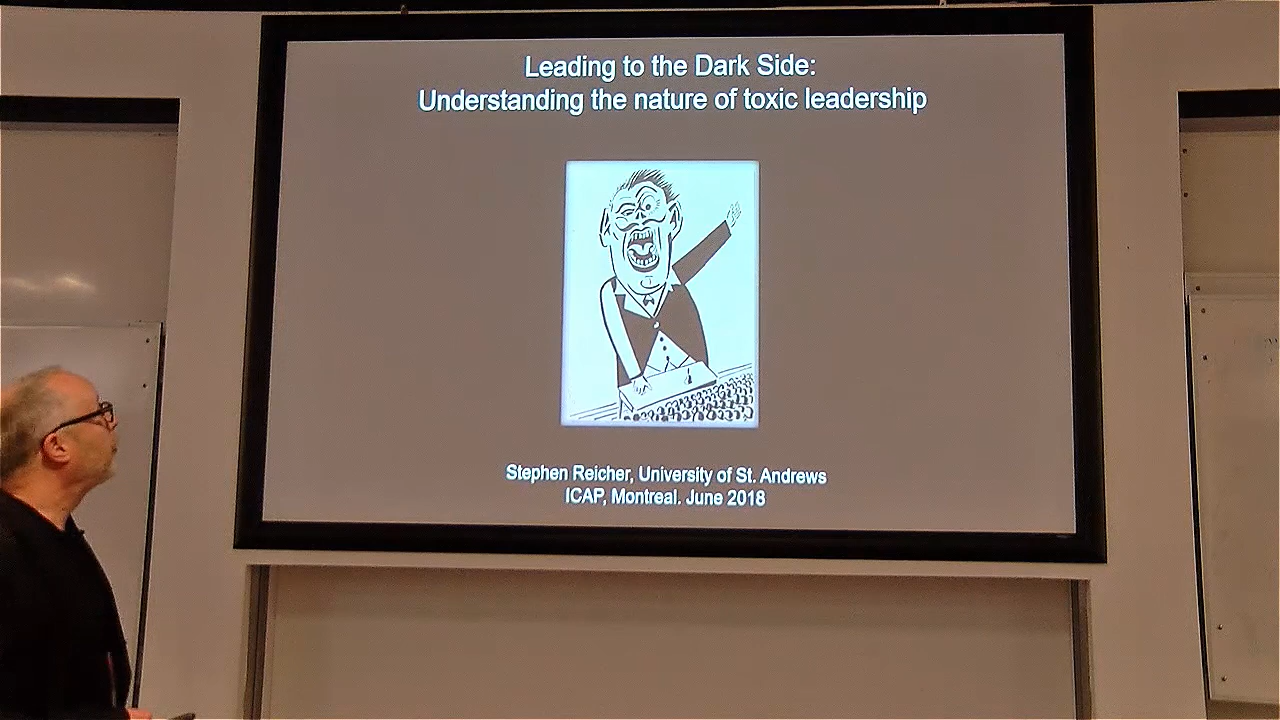 Leading to the Dark Side:
Understanding the nature of toxic leadership
Stephen Reicher, University of St. Andrews
ICAP, Montreal. June 2018